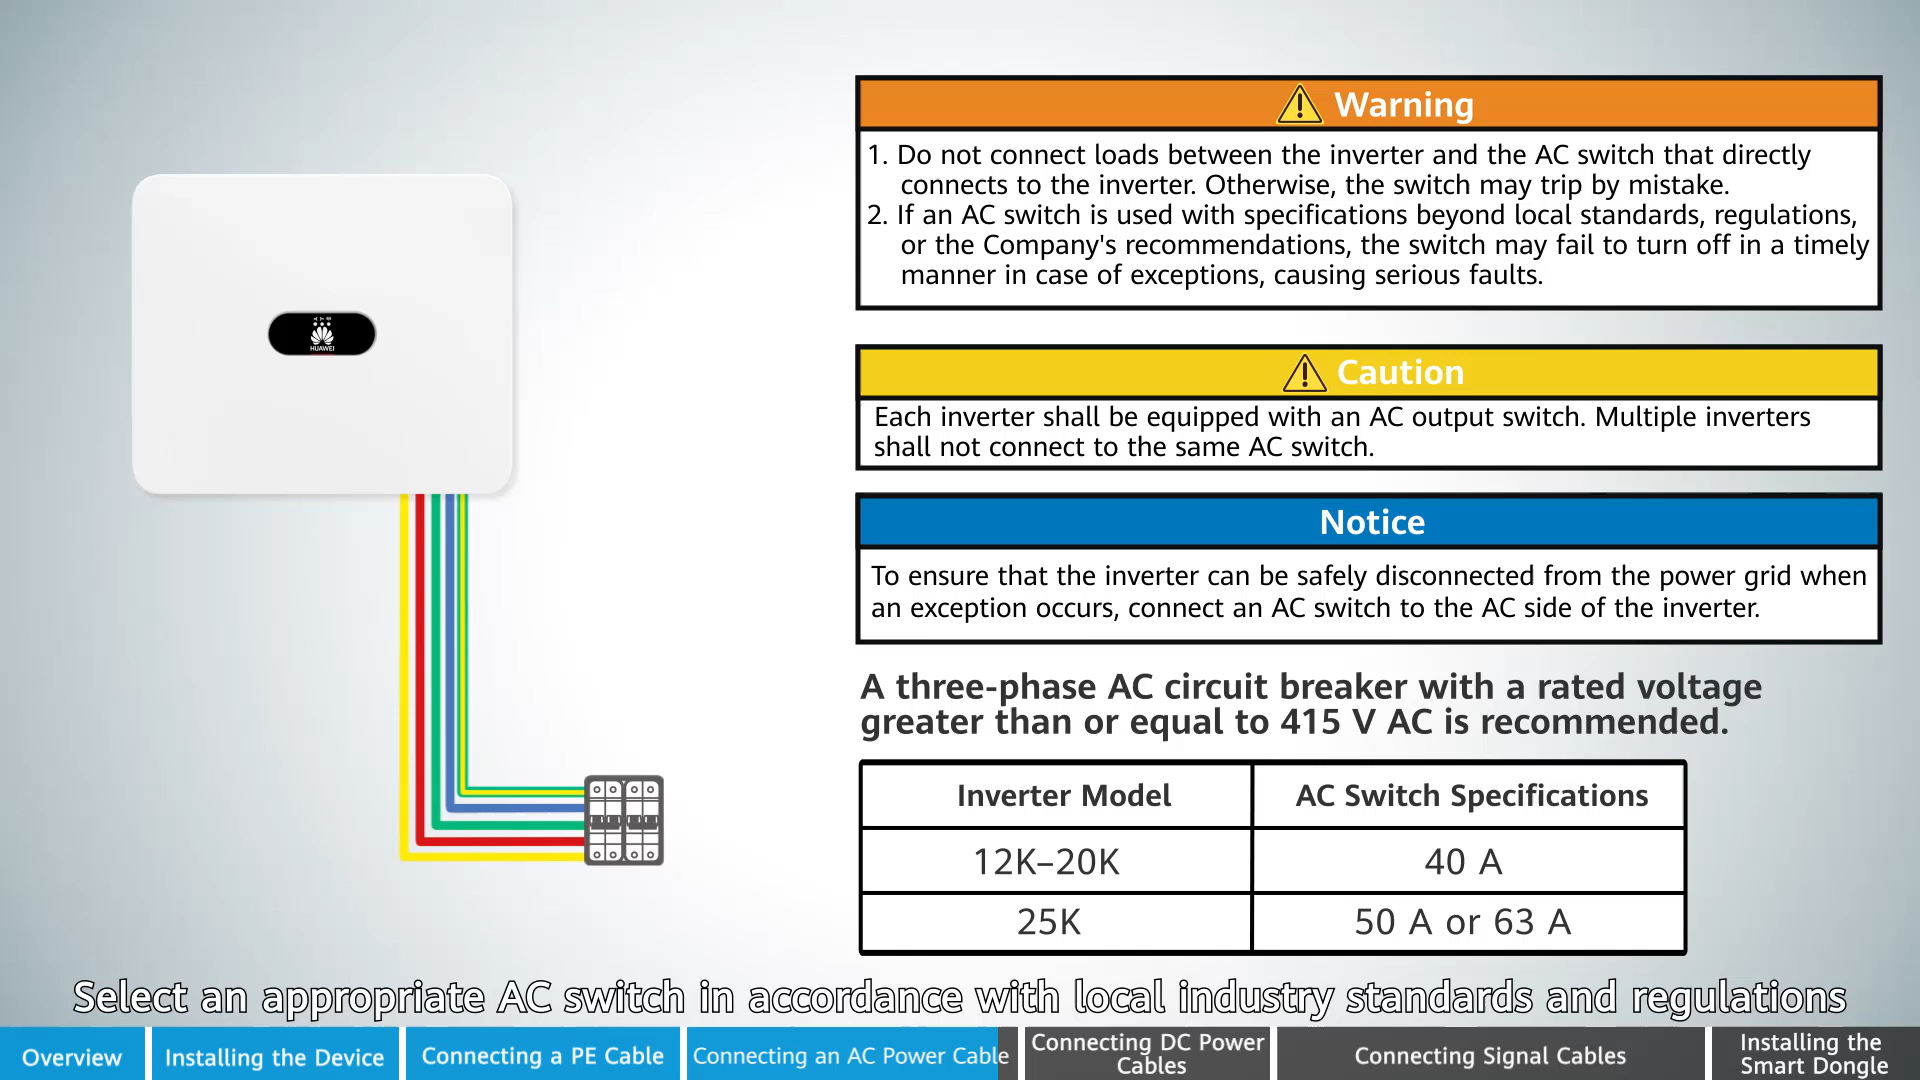 Warning
1. Do not connect loads between the inverter and the AC switch that directly
connects to the inverter. Otherwise, the switch may trip by mistake.
2. If an AC switch is used with specifications beyond local standards, regulations,
or the Company's recommendations, the switch may fail to turn off in a timely
manner in case of exceptions, causing serious faults.
HUAWEI
Caution
Each inverter shall be equipped with an AC output switch. Multiple inverters
shall not connect to the same AC switch.
Notice
To ensure that the inverter can be safely disconnected from the power grid when
an exception occurs, connect an AC switch to the AC side of the inverter.
A three-phase AC circuit breaker with a rated voltage
greater than or equal to 415 V AC is recommended.
Inverter Model AC Switch Specifications
12K–20K 40 A
25K 50 A or 63 A
Select an appropriate AC switch in accordance with local industry standards and regulations
Overview
Installing the Device
Connecting a PE Cable
Connecting an AC Power Cable
Connecting DC Power
Cables
Connecting Signal Cables
Installing the
Smart Dongle